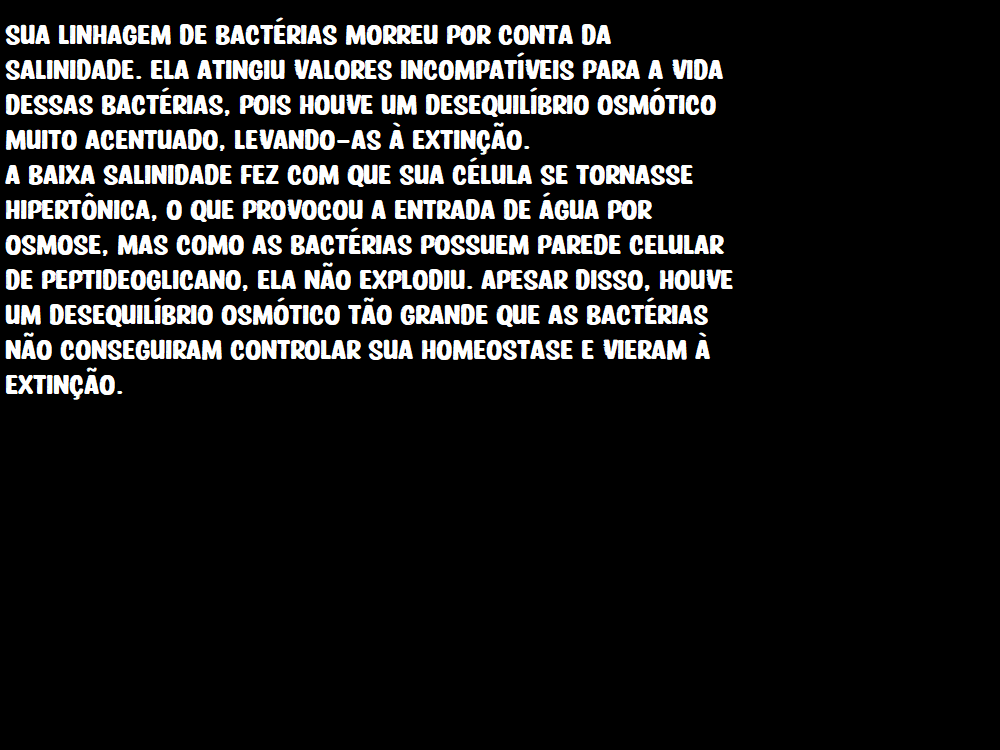 SUA LINHAGEM DE BACTÉRIAS MORREU POR CONTA DA
SALINIDADE. ELA ATINGIU VALORES INCOMPATÍVEIS PARA A VIDA
DESSAS BACTÉRIAS, POIS HOUVE UM DESEQUILÍBRIO OSMÓTICO
MUITO ACENTUADO, LEVANDO-AS À EXTINÇÃO.
A BAIXA SALINIDADE FEZ COM QUE SUA CÉLULA SE TORNASSE
HIPERTÔNICA, O QUE PROVOCOU A ENTRADA DE ÁGUA POR
OSMOSE, MAS COMO AS BACTÉRIAS POSSUEM PAREDE CELULAR
DE PEPTIDEOGLICANO, ELA NÃO EXPLODIU. APESAR DISSO, HOUVE
UM DESEQUILÍBRIO OSMÓTICO TÃO GRANDE QUE AS BACTÉRIAS
NÃO CONSEGUIRAM CONTROLAR SUA HOMEOSTASE E VIERAM À
EXTINÇÃO.